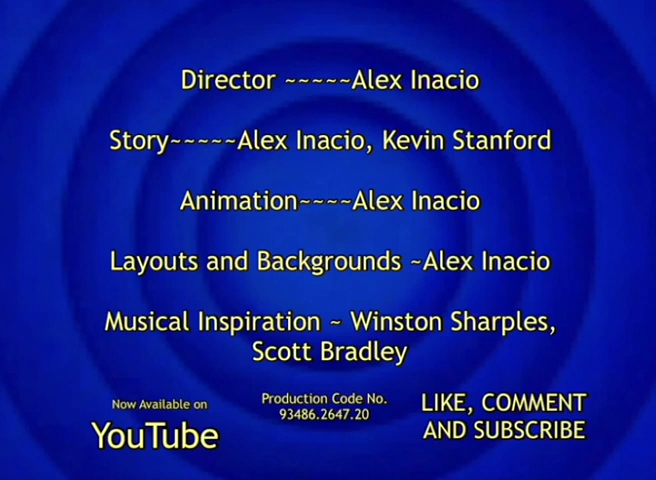 Director ~~~~~Alex Inacio
Story~~~~~Alex Inacio, Kevin Stanford
Animation~~~~Alex Inacio
Layouts and Backgrounds ~Alex Inacio
Musical Inspiration ~ Winston Sharples,
Scott Bradley
Now Available on
YouTube
Production Code No.
93486.2647.20
LIKE, COMMENT
AND SUBSCRIBE